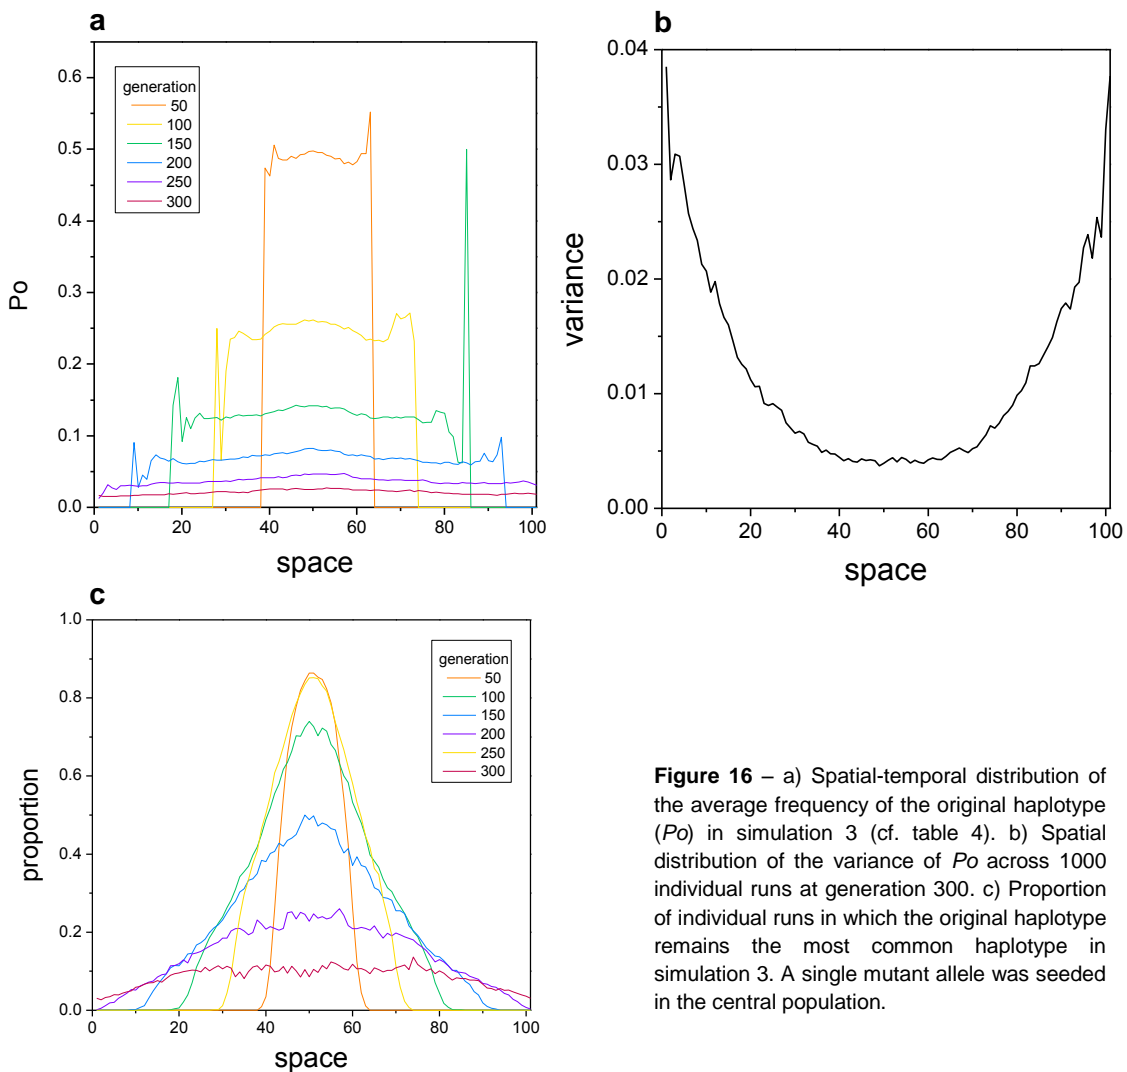 a
generation
50
100
150
200
250
300
0.6
0.5
0.4
0.3
0.2
0.1
0.0
Po
0 20 40 60 80 100
space
b
0.04
0.03
0.02
0.01
0.00
variance
0 20 40 60 80 100
space
c
1.0
0.8
0.6
0.4
0.2
0.0
proportion
generation
50
100
150
200
250
300
0 20 40 60 80 100
space
Figure 16 – a) Spatial-temporal distribution of
the average frequency of the original haplotype
(Po) in simulation 3 (cf. table 4). b) Spatial
distribution of the variance of Po across 1000
individual runs at generation 300. c) Proportion
of individual runs in which the original haplotype
remains the most common haplotype in
simulation 3. A single mutant allele was seeded
in the central population.